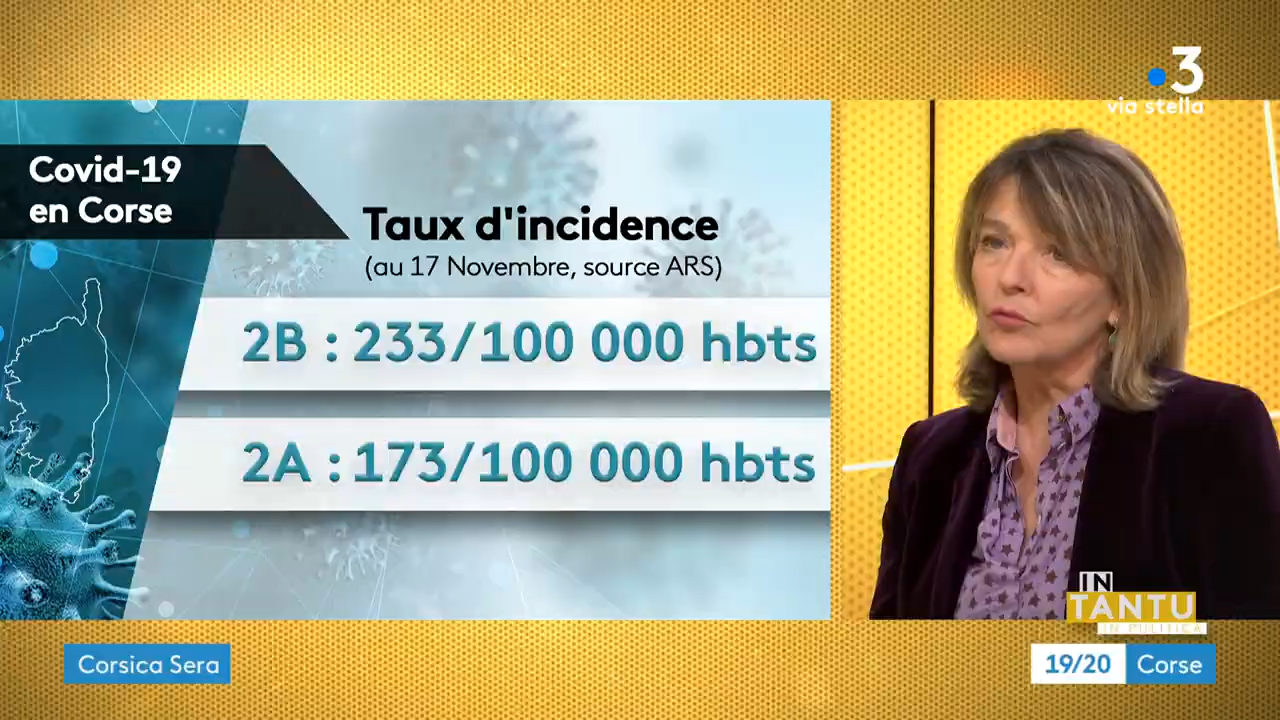 3
via stella
Covid-19
en Corse
Taux d'incidence
(au 17 Novembre, source ARS)
2B : 233/100 000 hbts
2A : 173/100 000 hbts
IN
TANTU
IN PULITICA
Corsica Sera
19/20 Corse